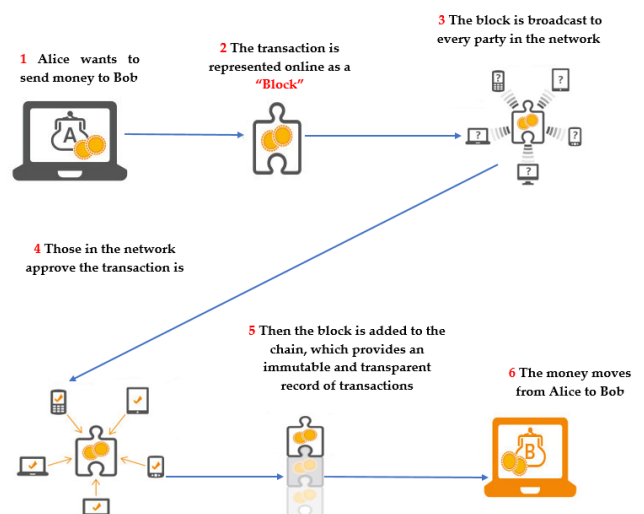 1 Alice wants to
send money to Bob
2 The transaction is
represented online as a
“Block”
3 The block is broadcast to
every party in the network
A
?
?
?
?
?
4 Those in the network
approve the transaction is
5 Then the block is added to the
chain, which provides an
immutable and transparent
record of transactions
6 The money moves
from Alice to Bob
B